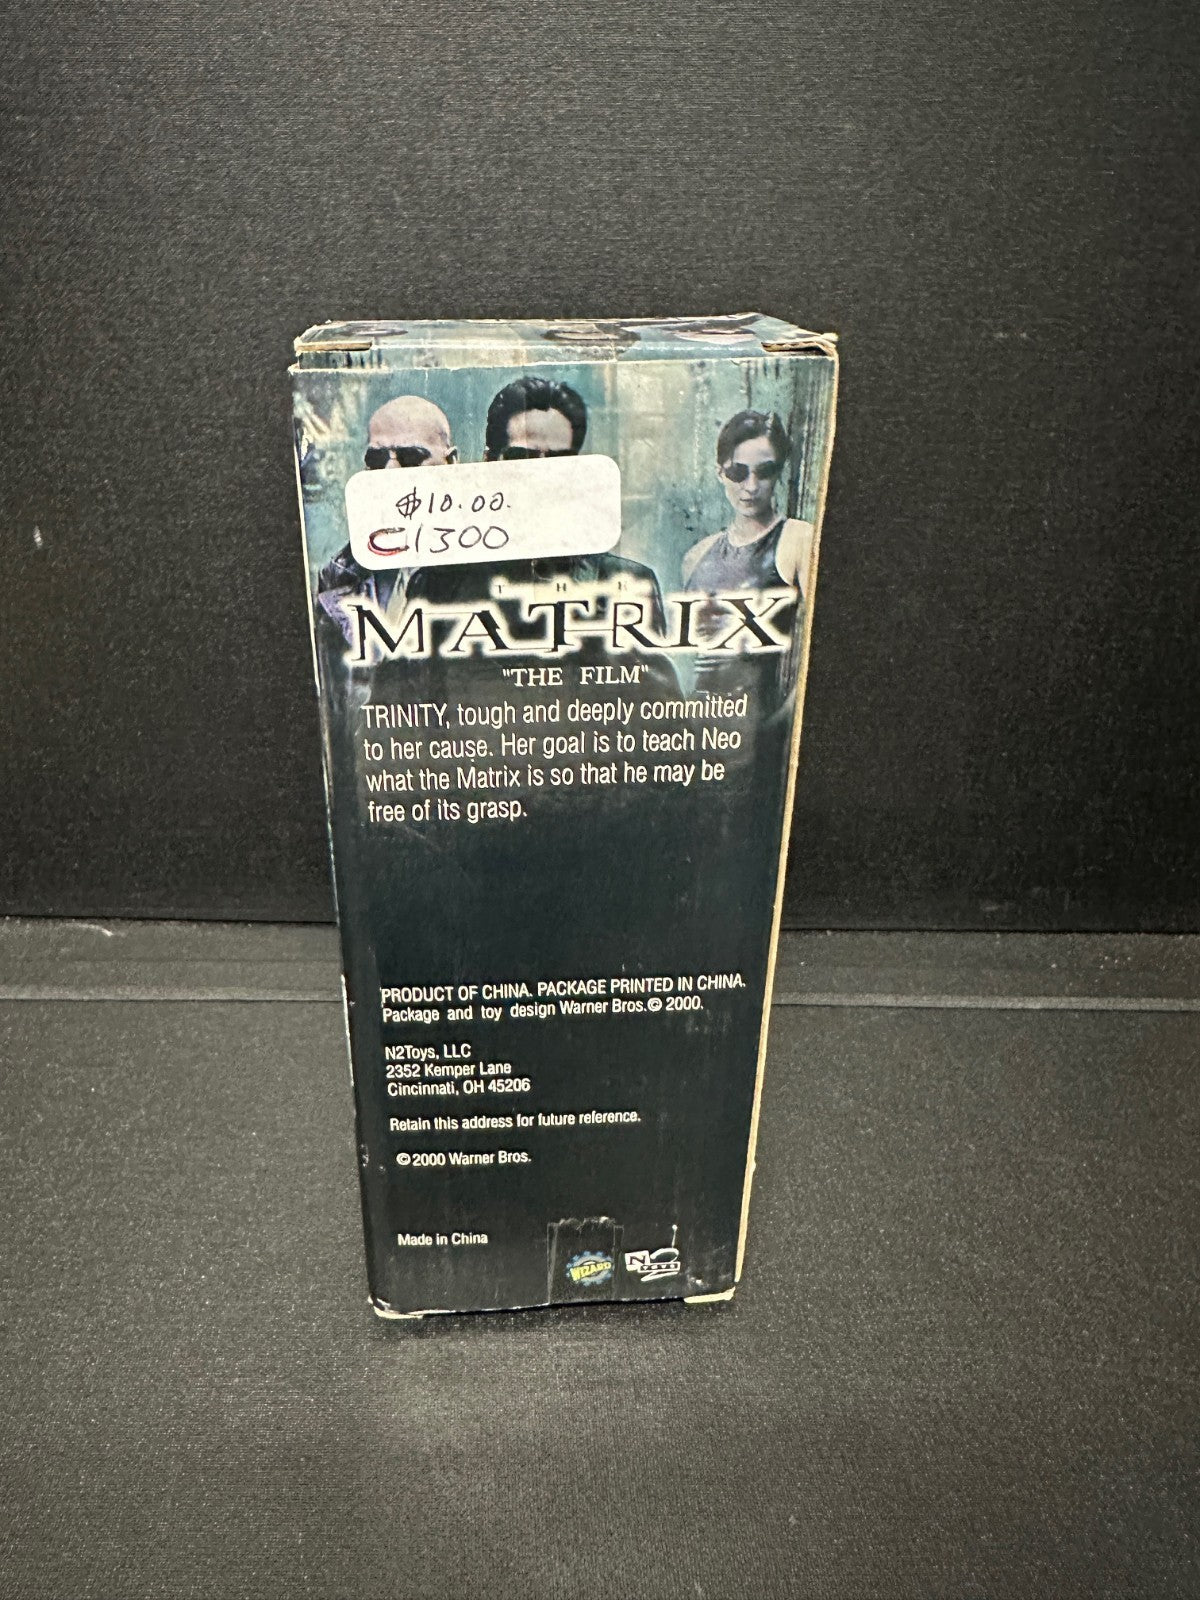 $10.00.
C1300
THE
MATRIX
"THE FILM"
TRINITY, tough and deeply committed
to her cause. Her goal is to teach Neo
what the Matrix is so that he may be
free of its grasp.
PRODUCT OF CHINA. PACKAGE PRINTED IN CHINA.
Package and toy design Warner Bros.© 2000.
N2Toys, LLC
2352 Kemper Lane
Cincinnati, OH 45206
Retain this address for future reference.
©2000 Warner Bros.
Made in China
WIZARD
N2 TOYS